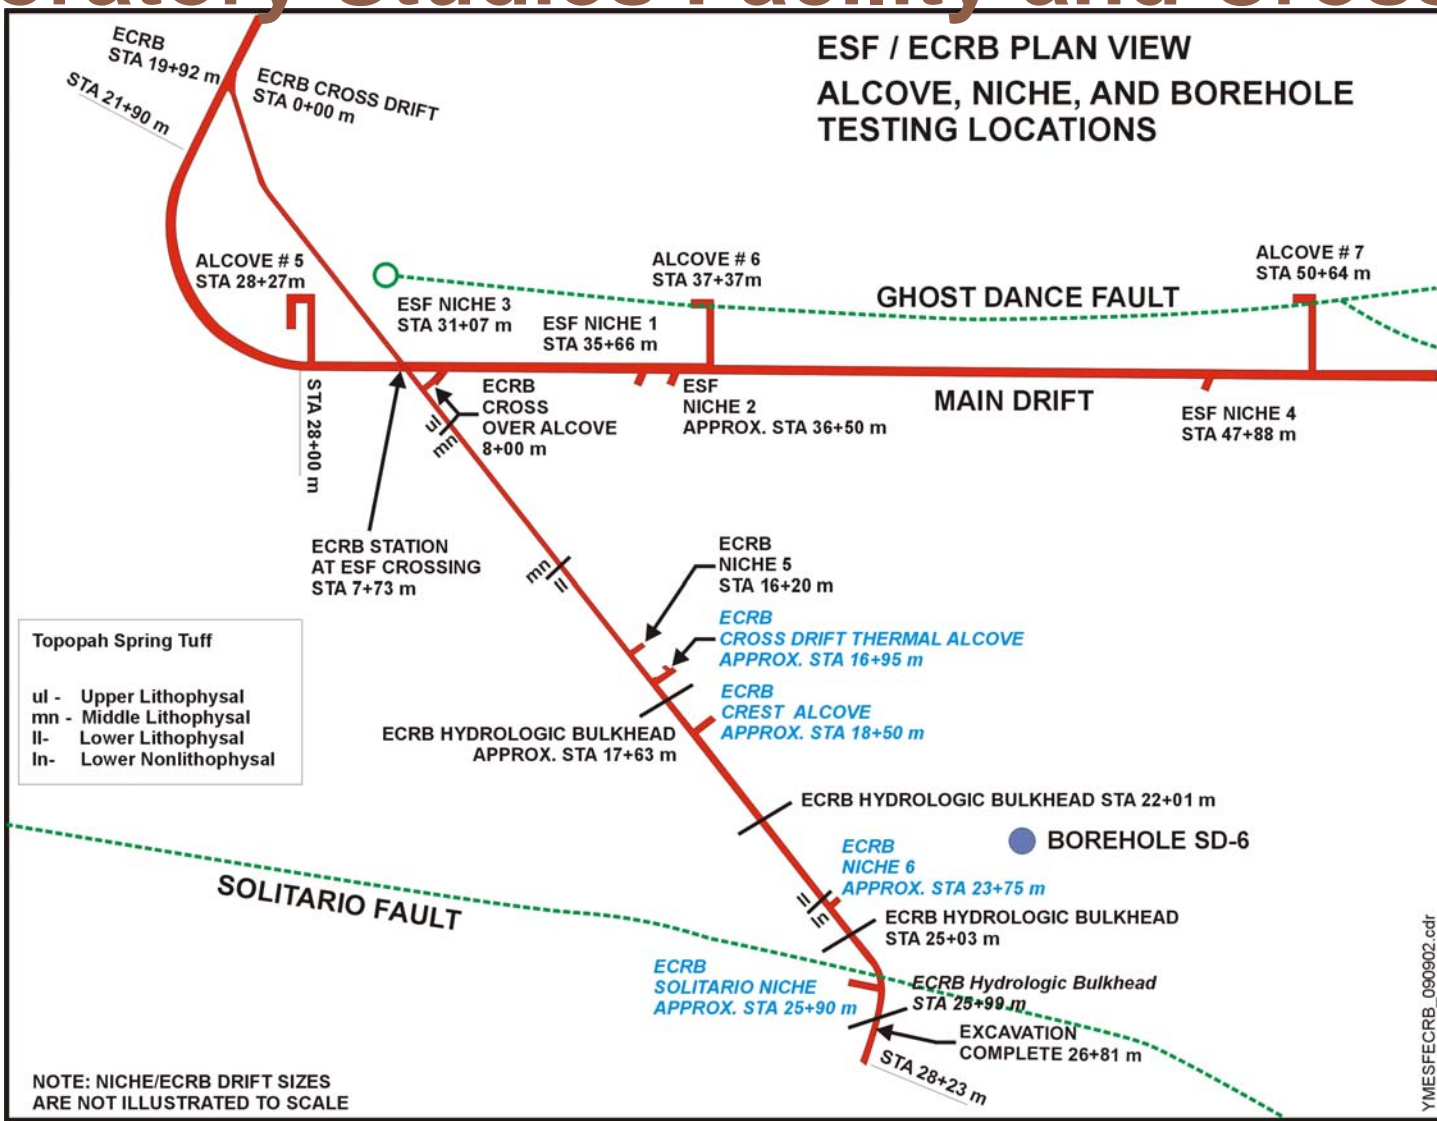 ESF / ECRB PLAN VIEW
ALCOVE, NICHE, AND BOREHOLE
TESTING LOCATIONS
ECRB
STA 19+92 m
STA 21+90 m
ECRB CROSS DRIFT
STA 0+00 m
ALCOVE # 5
STA 28+27m
ESF NICHE 3
STA 31+07 m
ESF NICHE 1
STA 35+66 m
ALCOVE # 6
STA 37+37m
GHOST DANCE FAULT
ALCOVE # 7
STA 50+64 m
STA 28+00 m
ECRB
CROSS
OVER ALCOVE
8+00 m
ul
mn
ESF
NICHE 2
APPROX. STA 36+50 m
MAIN DRIFT
ESF NICHE 4
STA 47+88 m
ECRB STATION
AT ESF CROSSING
STA 7+73 m
mn
ll
ECRB
NICHE 5
STA 16+20 m
ECRB
CROSS DRIFT THERMAL ALCOVE
APPROX. STA 16+95 m
ECRB
CREST ALCOVE
APPROX. STA 18+50 m
ECRB HYDROLOGIC BULKHEAD
APPROX. STA 17+63 m
Topopah Spring Tuff
ul - Upper Lithophysal
mn - Middle Lithophysal
ll- Lower Lithophysal
ln- Lower Nonlithophysal
ECRB HYDROLOGIC BULKHEAD STA 22+01 m
BOREHOLE SD-6
ECRB
NICHE 6
APPROX. STA 23+75 m
ll
ln
ECRB HYDROLOGIC BULKHEAD
STA 25+03 m
SOLITARIO FAULT
ECRB
SOLITARIO NICHE
APPROX. STA 25+90 m
ECRB Hydrologic Bulkhead
STA 25+99 m
EXCAVATION
COMPLETE 26+81 m
STA 28+23 m
NOTE: NICHE/ECRB DRIFT SIZES
ARE NOT ILLUSTRATED TO SCALE
YMESFECRB_090902.cdr